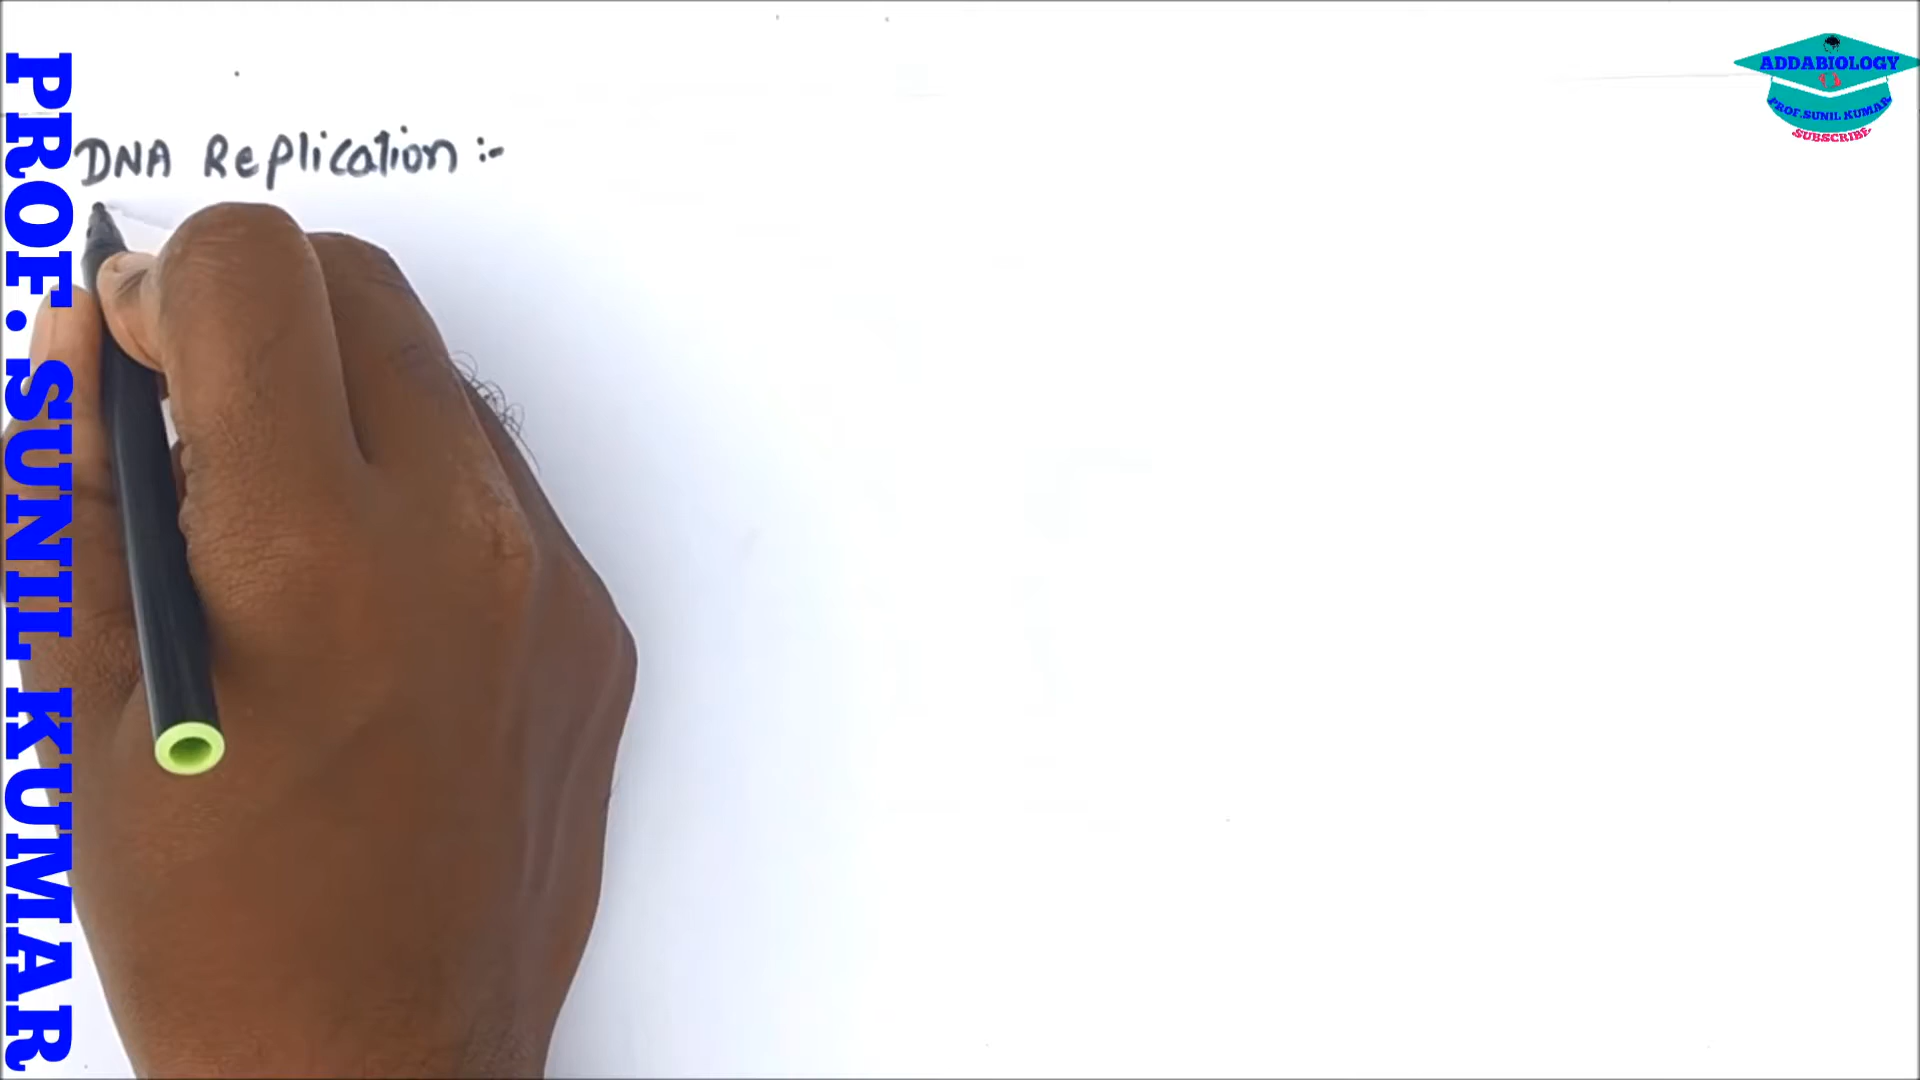 DNA Replication :-
PROF. SUNIL KUMAR
ADDABIOLOGY
PROF.SUNIL KUMAR
SUBSCRIBE